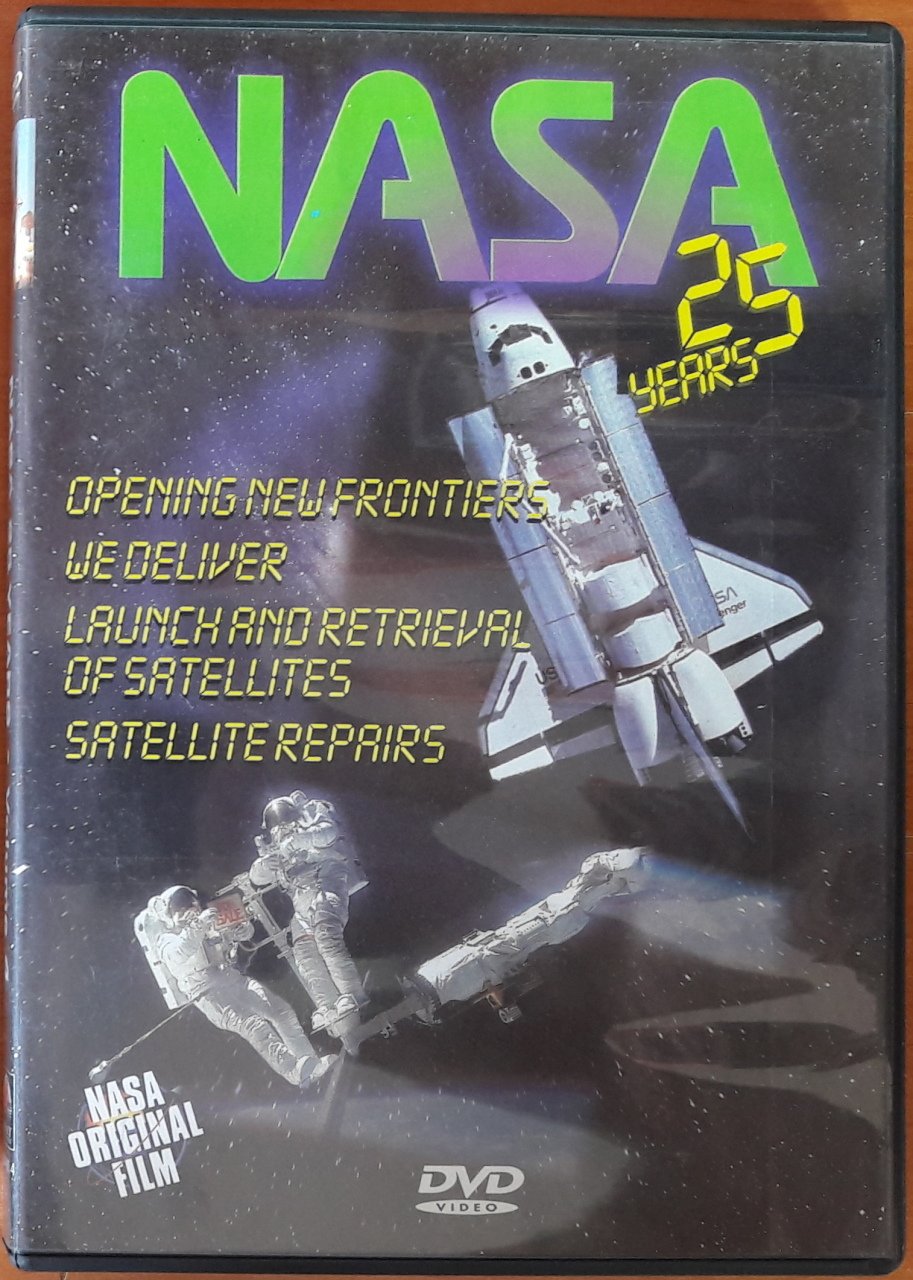 NASA
25
YEARS
OPENING NEW FRONTIERS
WE DELIVER
LAUNCH AND RETRIEVAL
OF SATELLITES
SATELLITE REPAIRS
SALE
NASA
ORIGINAL
FILM
DVD
VIDEO